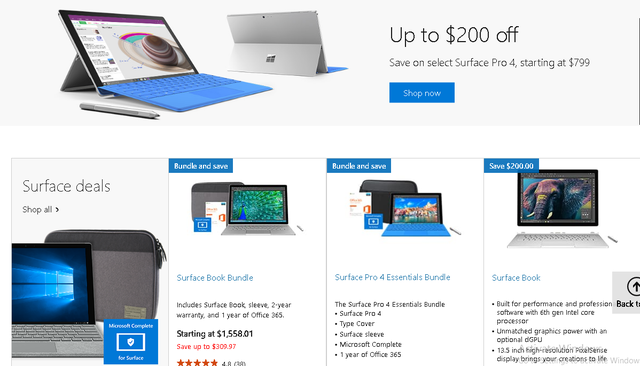 Up to $200 off
Save on select Surface Pro 4, starting at $799
Shop now
Surface deals
Shop all
Microsoft Complete
for Surface
Bundle and save
Surface Book Bundle
Includes Surface Book, sleeve, 2-year
warranty, and 1 year of Office 365.
Starting at $1,558.01
Save up to $309.97
4.8 (38)
Bundle and save
Surface Pro 4 Essentials Bundle
The Surface Pro 4 Essentials Bundle
• Surface Pro 4
• Type Cover
• Surface sleeve
• Microsoft Complete
• 1 year of Office 365
Save $200.00
Surface Book
• Built for performance and profession
software with 6th gen Intel core
processor
• Unmatched graphics power with an
optional dGPU
• 13.5 inch high-resolution PixelSense
display brings your creations to life
Back to